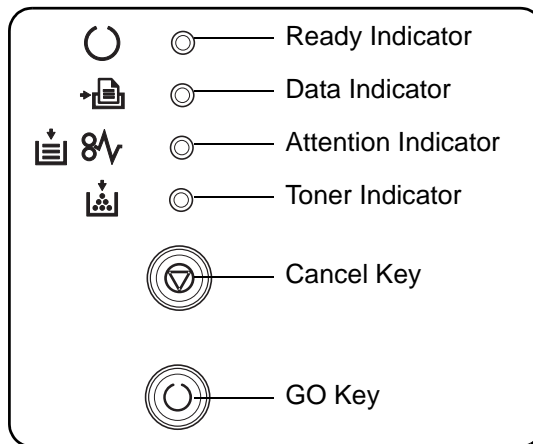 Ready Indicator
Data Indicator
Attention Indicator
Toner Indicator
Cancel Key
GO Key